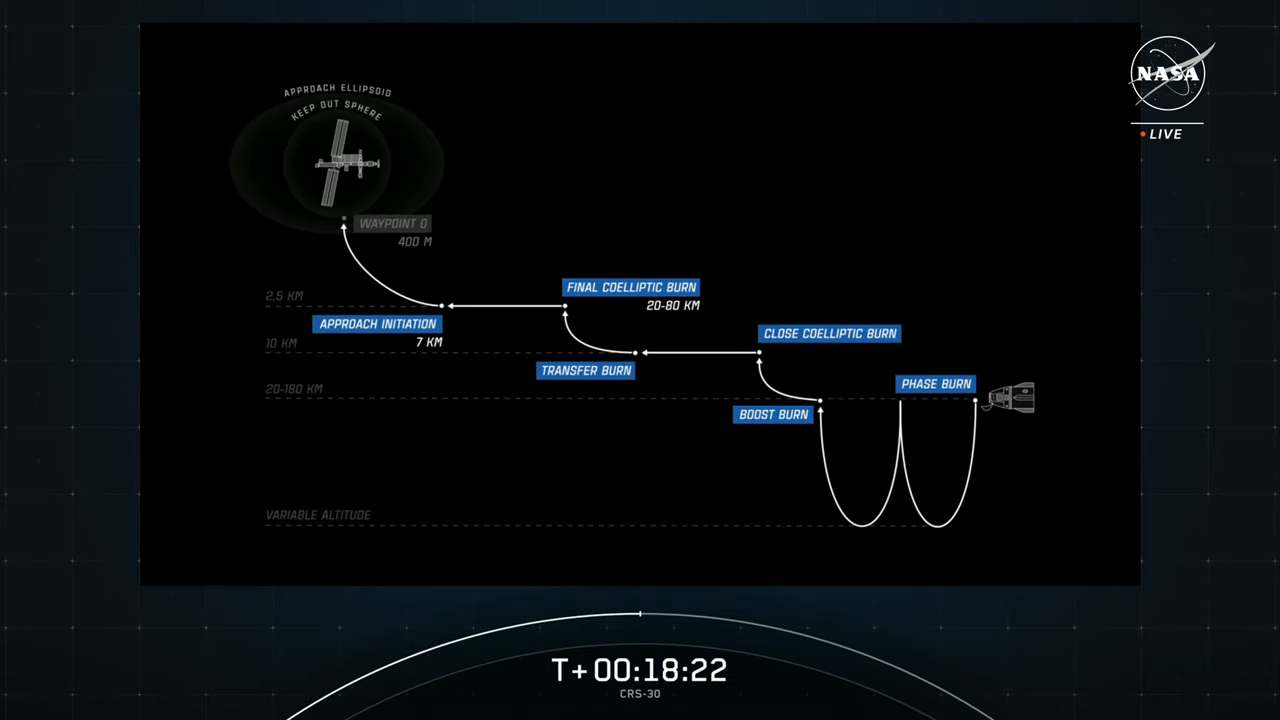 NASA
LIVE
APPROACH ELLIPSOID
KEEP OUT SPHERE
WAYPOINT 0
400 M
2.5 KM
FINAL COELLIPTIC BURN
20-80 KM
APPROACH INITIATION
7 KM
10 KM
CLOSE COELLIPTIC BURN
TRANSFER BURN
20-180 KM
PHASE BURN
BOOST BURN
VARIABLE ALTITUDE
T+00:18:22
CRS-30